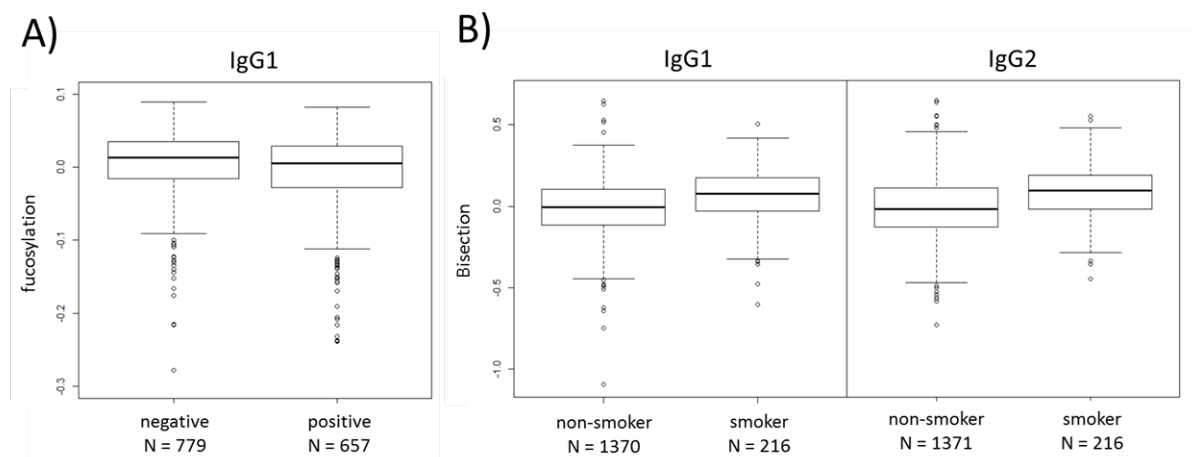 A)
IgG1
fucosylation
0.1
0.0
-0.1
-0.2
-0.3
negative
N = 779
positive
N = 657
B)
IgG1
IgG2
Bisection
0.5
0.0
-0.5
-1.0
non-smoker
N = 1370
smoker
N = 216
non-smoker
N = 1371
smoker
N = 216